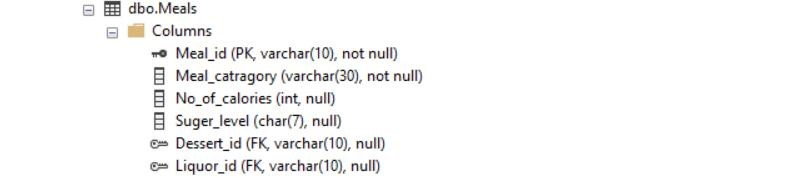 dbo.Meals
Columns
Meal_id (PK, varchar(10), not null)
Meal_catragory (varchar(30), not null)
No_of_calories (int, null)
Suger_level (char(7), null)
Dessert_id (FK, varchar(10), null)
Liquor_id (FK, varchar(10), null)